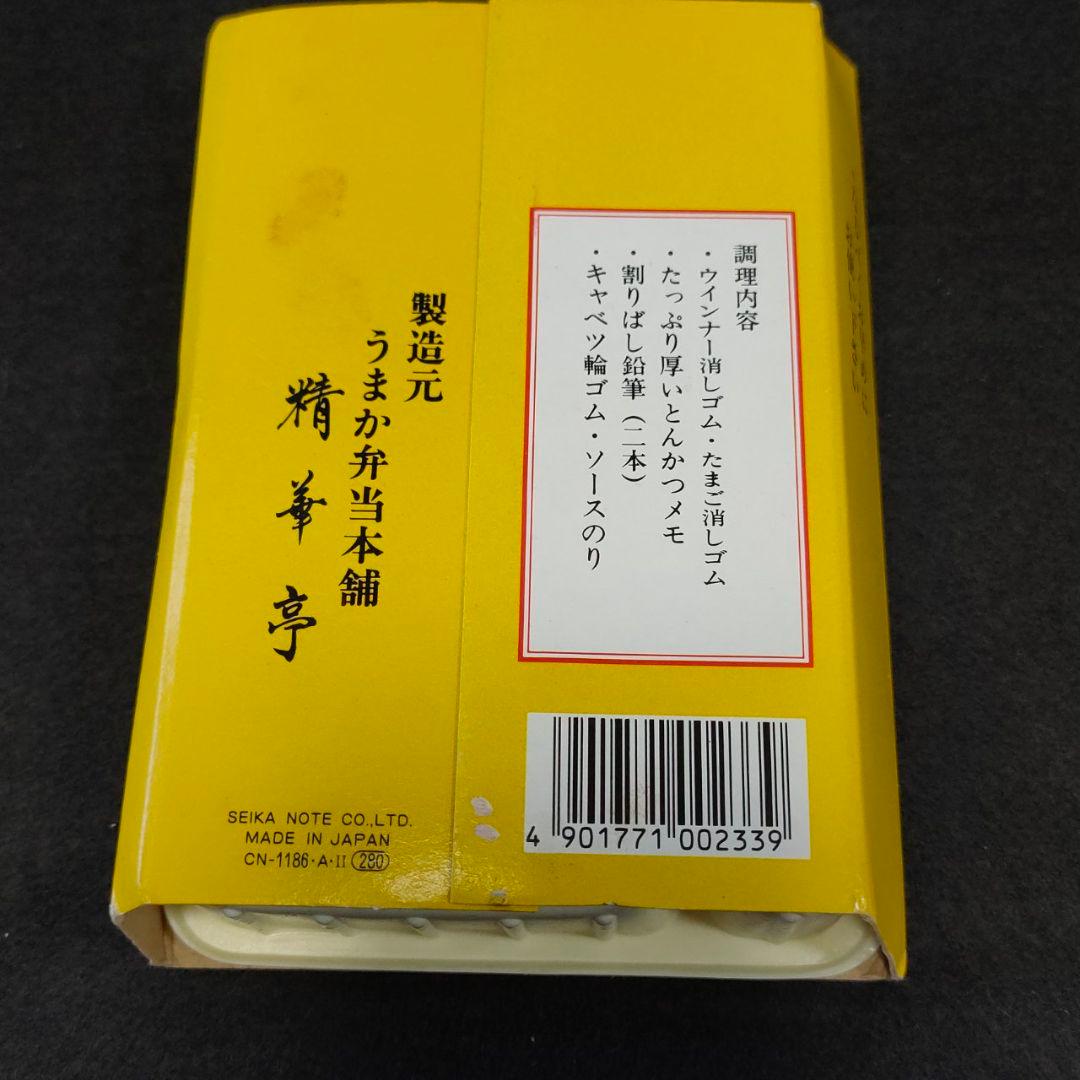 調理内容
・ウインナー消しゴム・たまご消しゴム
・たっぷり厚いとんかつメモ
・割りばし鉛筆（二本）
・キャベツ輪ゴム・ソースのり
製造元
うまか弁当本舗
精華亭
SEIKA NOTE CO.,LTD.
MADE IN JAPAN
CN-1186・A・II 280
4 901771 002339